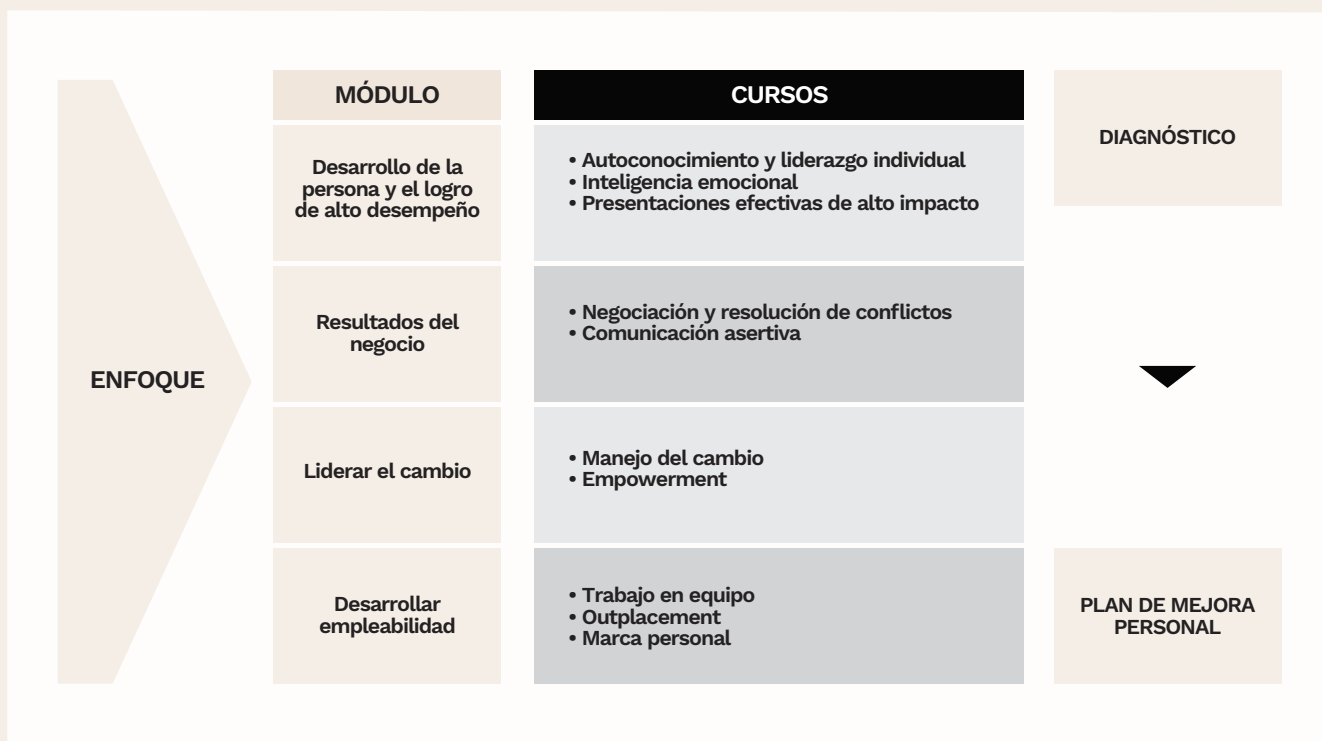 ENFOQUE
MÓDULO
CURSOS
Desarrollo de la
persona y el logro
de alto desempeño
• Autoconocimiento y liderazgo individual
• Inteligencia emocional
• Presentaciones efectivas de alto impacto
Resultados del
negocio
• Negociación y resolución de conflictos
• Comunicación asertiva
Liderar el cambio
• Manejo del cambio
• Empowerment
Desarrollar
empleabilidad
• Trabajo en equipo
• Outplacement
• Marca personal
DIAGNÓSTICO
PLAN DE MEJORA
PERSONAL